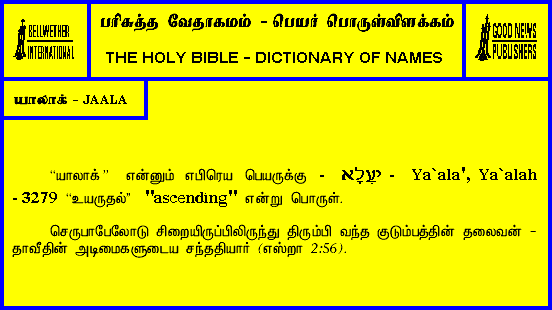 BELLWETHER
INTERNATIONAL
பரிசுத்த வேதாகமம் - பெயர் பொருள்விளக்கம்
THE HOLY BIBLE - DICTIONARY OF NAMES
GOOD NEWS
PUBLISHERS
யாலாக் - JAALA
“யாலாக்” என்னும் எபிரெய பெயருக்கு - יַעֲלָא - Ya`ala', Ya`alah
- 3279 “உயருதல்” "ascending" என்று பொருள்.
செருபாபேலோடு சிறையிருப்பிலிருந்து திரும்பி வந்த குடும்பத்தின் தலைவன் -
தாவீதின் அடிமைகளுடைய சந்ததியார் (எஸ்றா 2:56).